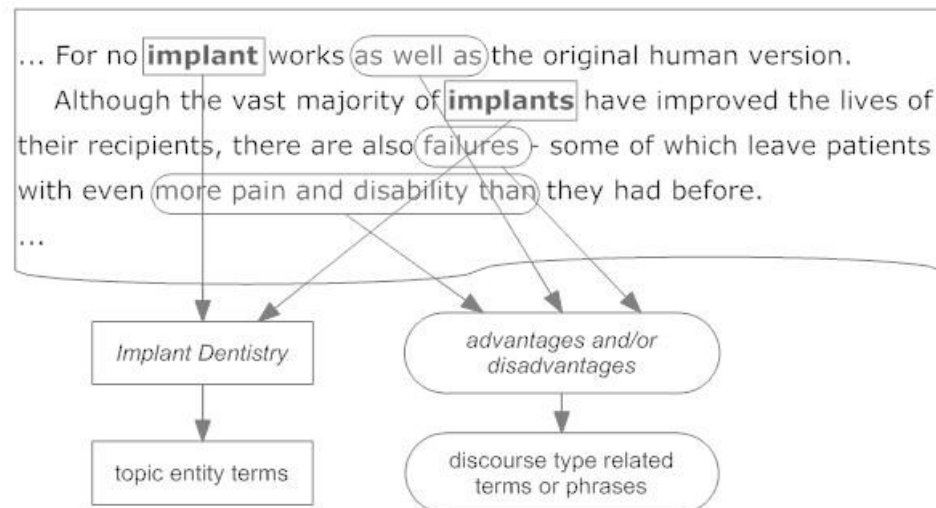 ... For no implant works as well as the original human version.
Although the vast majority of implants have improved the lives of
their recipients, there are also failures - some of which leave patients
with even more pain and disability than they had before.
...
Implant Dentistry
advantages and/or
disadvantages
topic entity terms
discourse type related
terms or phrases